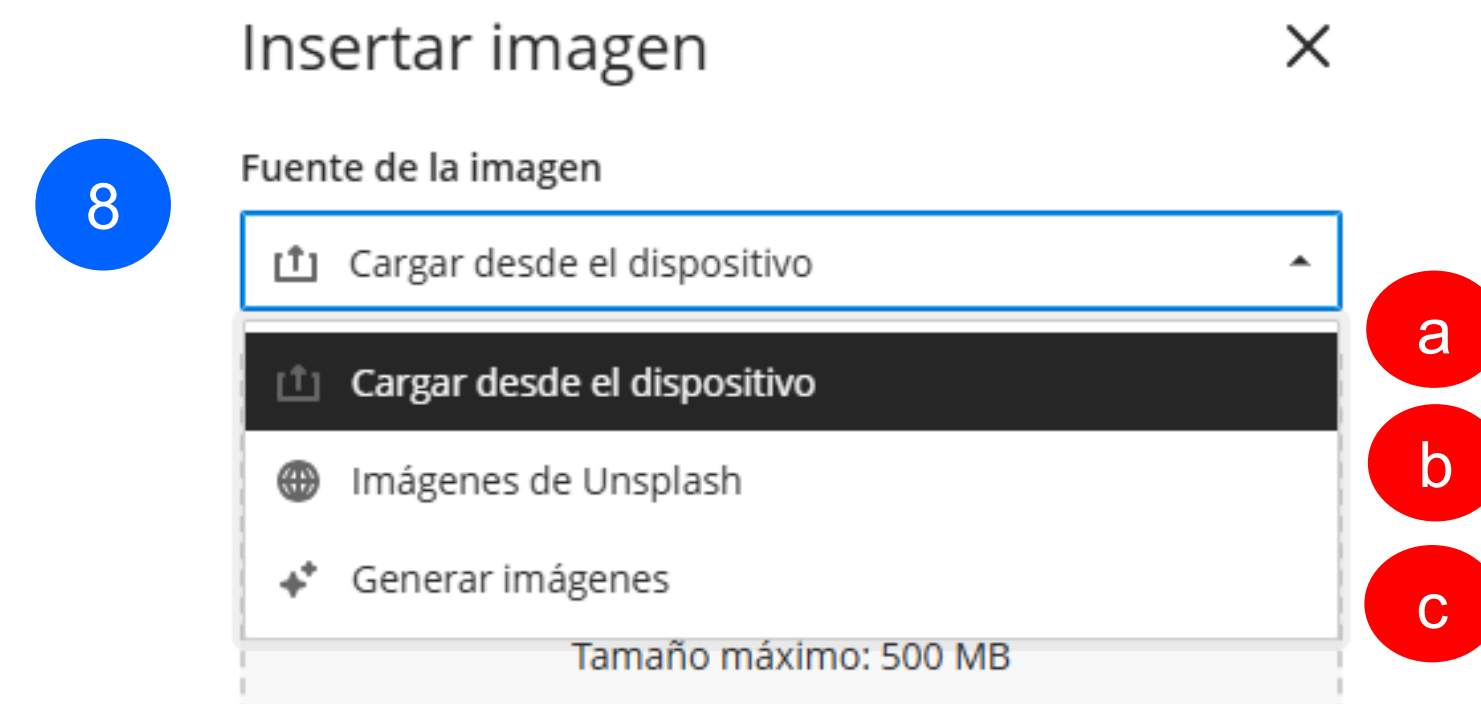 Insertar imagen
8
Fuente de la imagen
Cargar desde el dispositivo
a
Cargar desde el dispositivo
b
Imágenes de Unsplash
c
Generar imágenes
Tamaño máximo: 500 MB